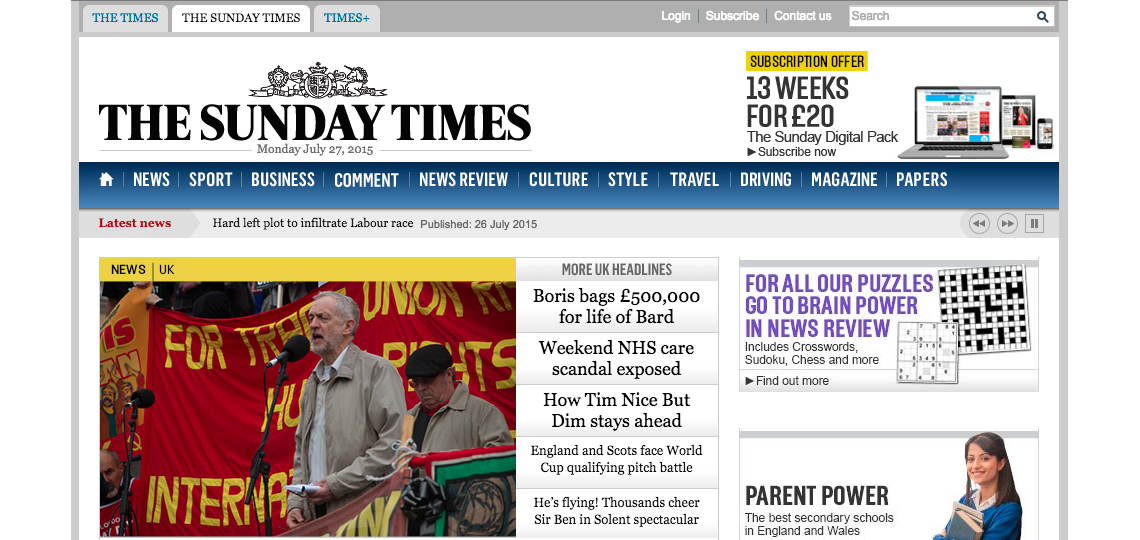 THE TIMES
THE SUNDAY TIMES
TIMES+
Login
Subscribe
Contact us
Search
THE SUNDAY TIMES
Monday July 27, 2015
SUBSCRIPTION OFFER
13 WEEKS
FOR £20
The Sunday Digital Pack
▶Subscribe now
NEWS
SPORT
BUSINESS
COMMENT
NEWS REVIEW
CULTURE
STYLE
TRAVEL
DRIVING
MAGAZINE
PAPERS
Latest news
Hard left plot to infiltrate Labour race Published: 26 July 2015
NEWS | UK
FOR TRA
UNION R
HU
RIGHTS
INTERNA
MORE UK HEADLINES
Boris bags £500,000
for life of Bard
Weekend NHS care
scandal exposed
How Tim Nice But
Dim stays ahead
England and Scots face World
Cup qualifying pitch battle
He's flying! Thousands cheer
Sir Ben in Solent spectacular
FOR ALL OUR PUZZLES
GO TO BRAIN POWER
IN NEWS REVIEW
Includes Crosswords,
Sudoku, Chess and more
▶Find out more
PARENT POWER
The best secondary schools
in England and Wales